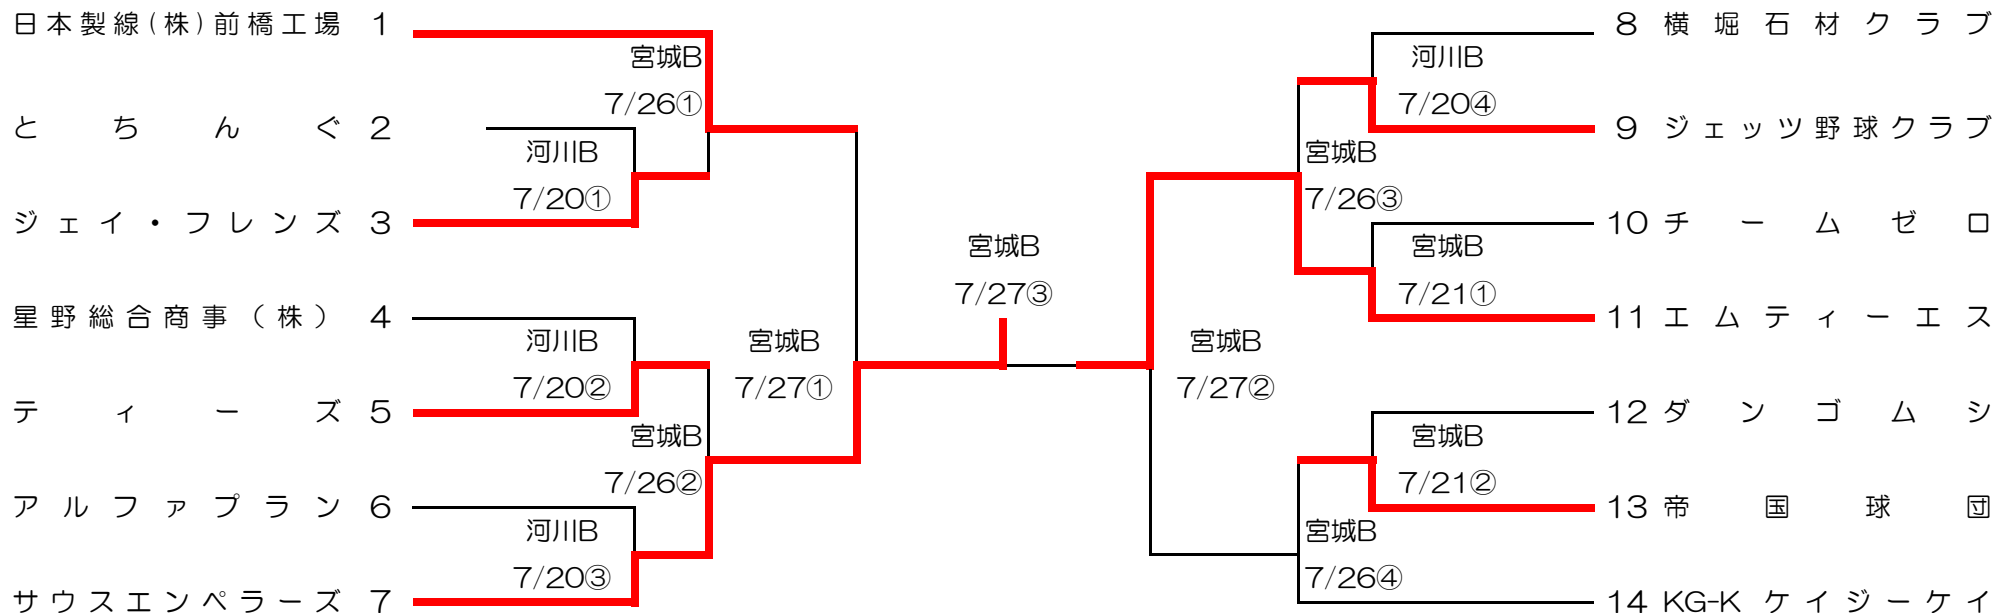 日本製線(株)前橋工場 1
宮城B
7/26①
とちんぐ 2
河川B
7/20①
ジェイ・フレンズ 3
星野総合商事(株) 4
河川B
7/20②
ティーズ 5
宮城B
7/26②
アルファプラン 6
河川B
7/20③
サウスエンペラーズ 7
宮城B
7/27①
宮城B
7/27③
宮城B
7/27②
8 横堀石材クラブ
河川B
7/20④
9 ジェッツ野球クラブ
宮城B
7/26③
10 チームゼロ
宮城B
7/21①
11 エムティーエス
12 ダンゴムシ
宮城B
7/21②
13 帝国球団
宮城B
7/26④
14 KG-K ケイジーケイ